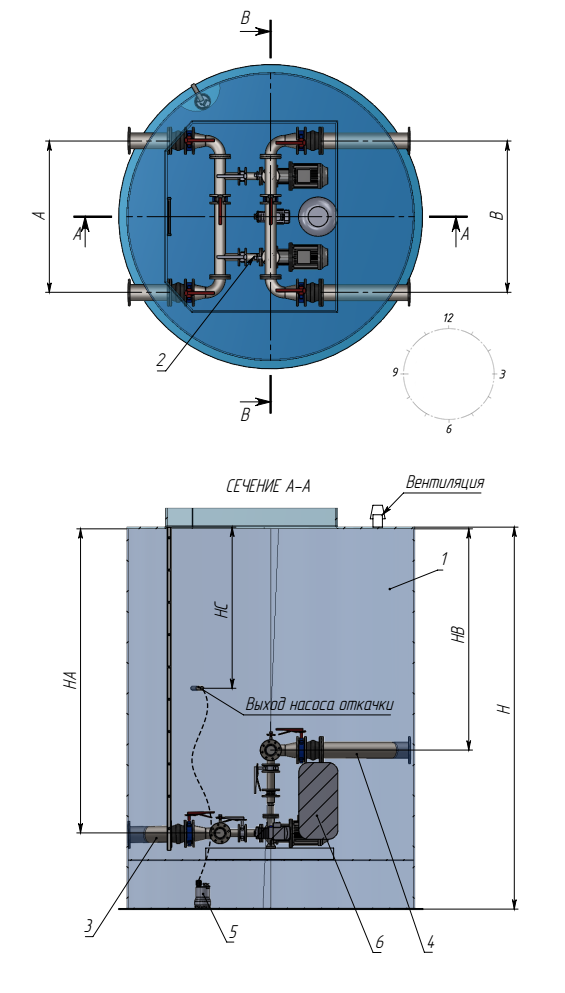 В
А
В
А
А
2
В
12
9
3
6
СЕЧЕНИЕ А-А
Вентиляция
1
НС
НВ
НА
Н
Выход насоса откачки
3
5
6
4